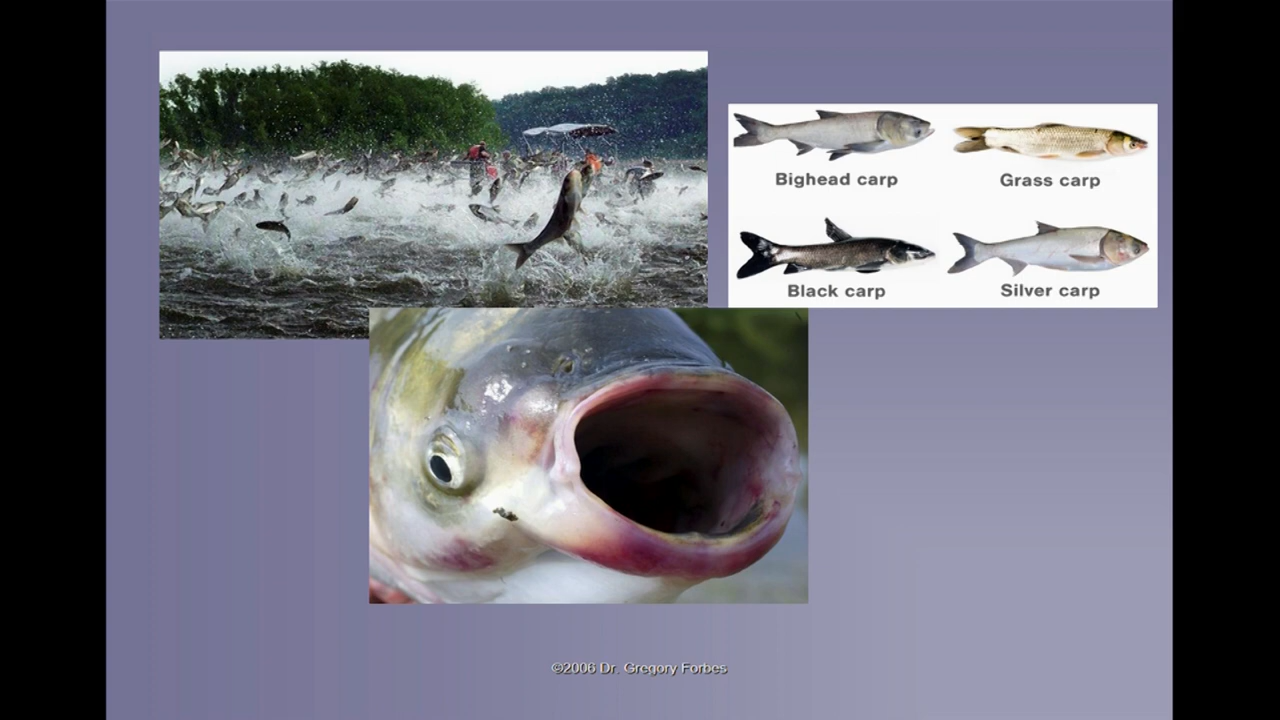 Bighead carp
Grass carp
Black carp
Silver carp
©2006 Dr. Gregory Forbes